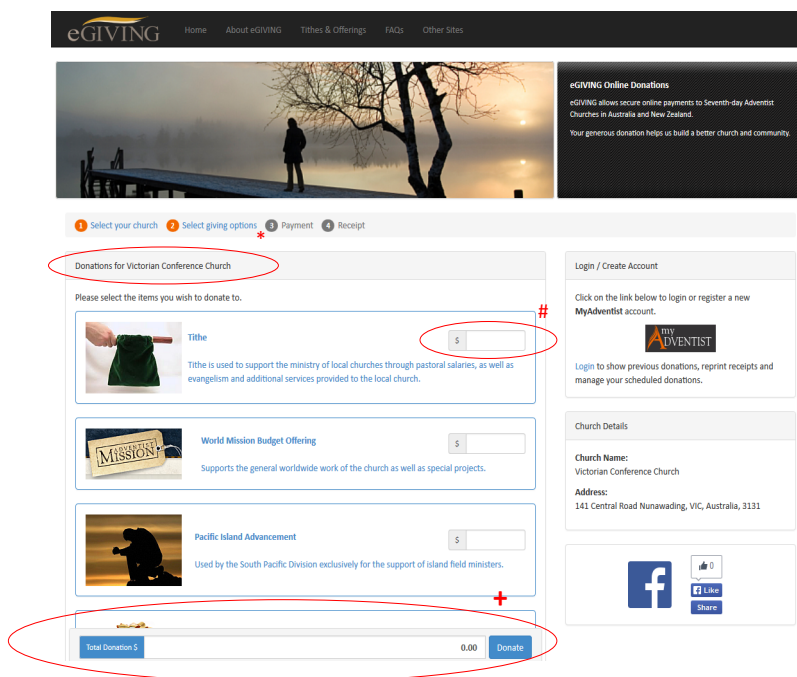 eGIVING
Home About eGIVING Tithes & Offerings FAQs Other Sites
eGIVING Online Donations
eGIVING allows secure online payments to Seventh-day Adventist
Churches in Australia and New Zealand.
Your generous donation helps us build a better church and community.
1 Select your church 2 Select giving options 3 Payment 4 Receipt
*
Donations for Victorian Conference Church
Please select the items you wish to donate to.
#
Tithe
$
Tithe is used to support the ministry of local churches through pastoral salaries, as well as
evangelism and additional services provided to the local church.
ADVENTIST
MISSION
World Mission Budget Offering
$
Supports the general worldwide work of the church as well as special projects.
Pacific Island Advancement
$
Used by the South Pacific Division exclusively for the support of island field ministers.
+
Total Donation $ 0.00 Donate
Login / Create Account
Click on the link below to login or register a new
MyAdventist account.
my
ADVENTIST
Login to show previous donations, reprint receipts and
manage your scheduled donations.
Church Details
Church Name:
Victorian Conference Church
Address:
141 Central Road Nunawading, VIC, Australia, 3131
f
0
Like
Share